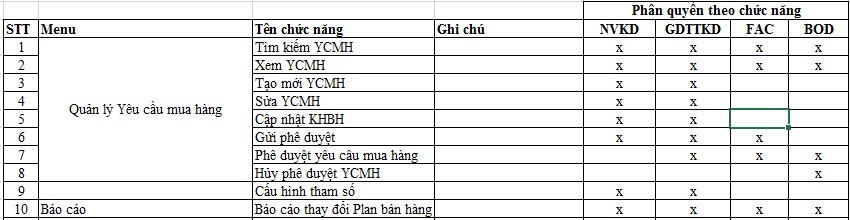 Phân quyền theo chức năng
STT Menu Tên chức năng Ghi chú NVKD GDTTKD FAC BOD
1 Tìm kiếm YCMH x x x x
2 Xem YCMH x x x x
3 Tạo mới YCMH x x
4 Sửa YCMH x x
Quản lý Yêu cầu mua hàng
5 Cập nhật KHBH x x
6 Gửi phê duyệt x x x
7 Phê duyệt yêu câu mua hàng x x x
8 Hủy phê duyệt YCMH x
9 Cấu hình tham số x x
10 Báo cáo Báo cáo thay đổi Plan bán hàng x x x x